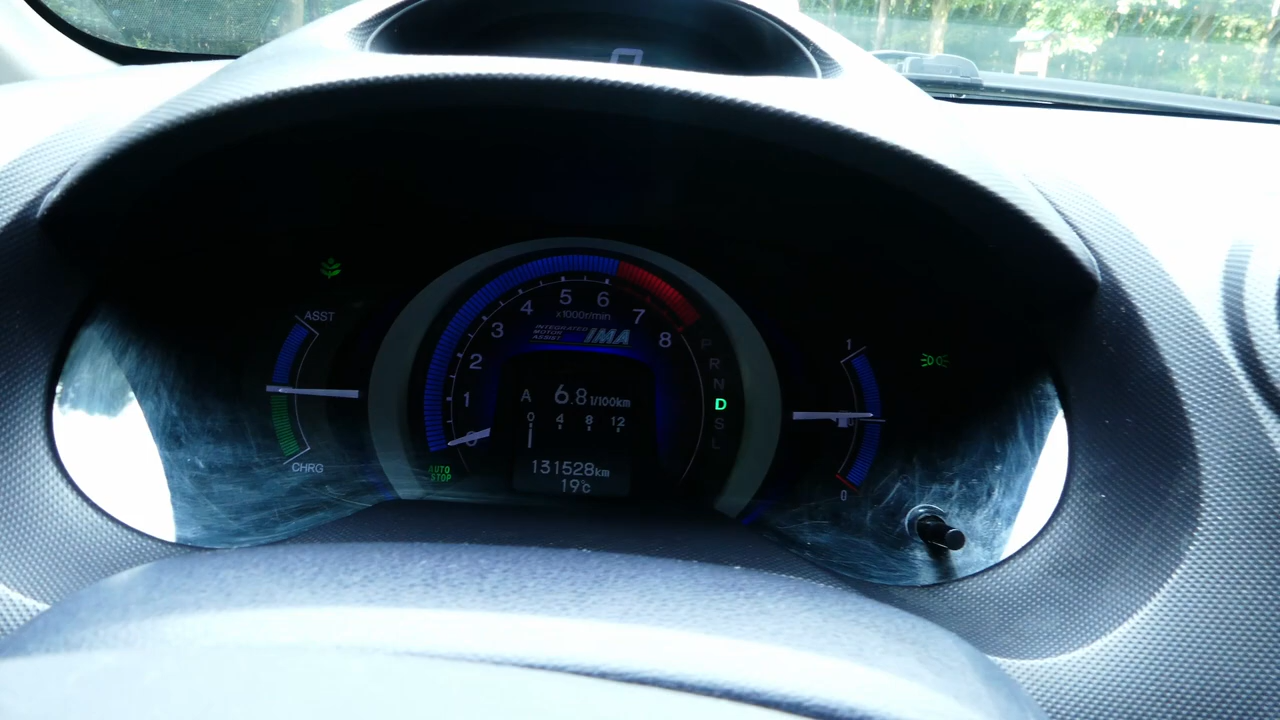 0
ASST
CHRG
0
1
2
3
4
5
6
7
8
x1000r/min
INTEGRATED
MOTOR
ASSIST
IMA
A 6.8 l/100km
0 4 8 12
131528km
19°C
AUTO
STOP
P
R
N
D
S
L
1
0